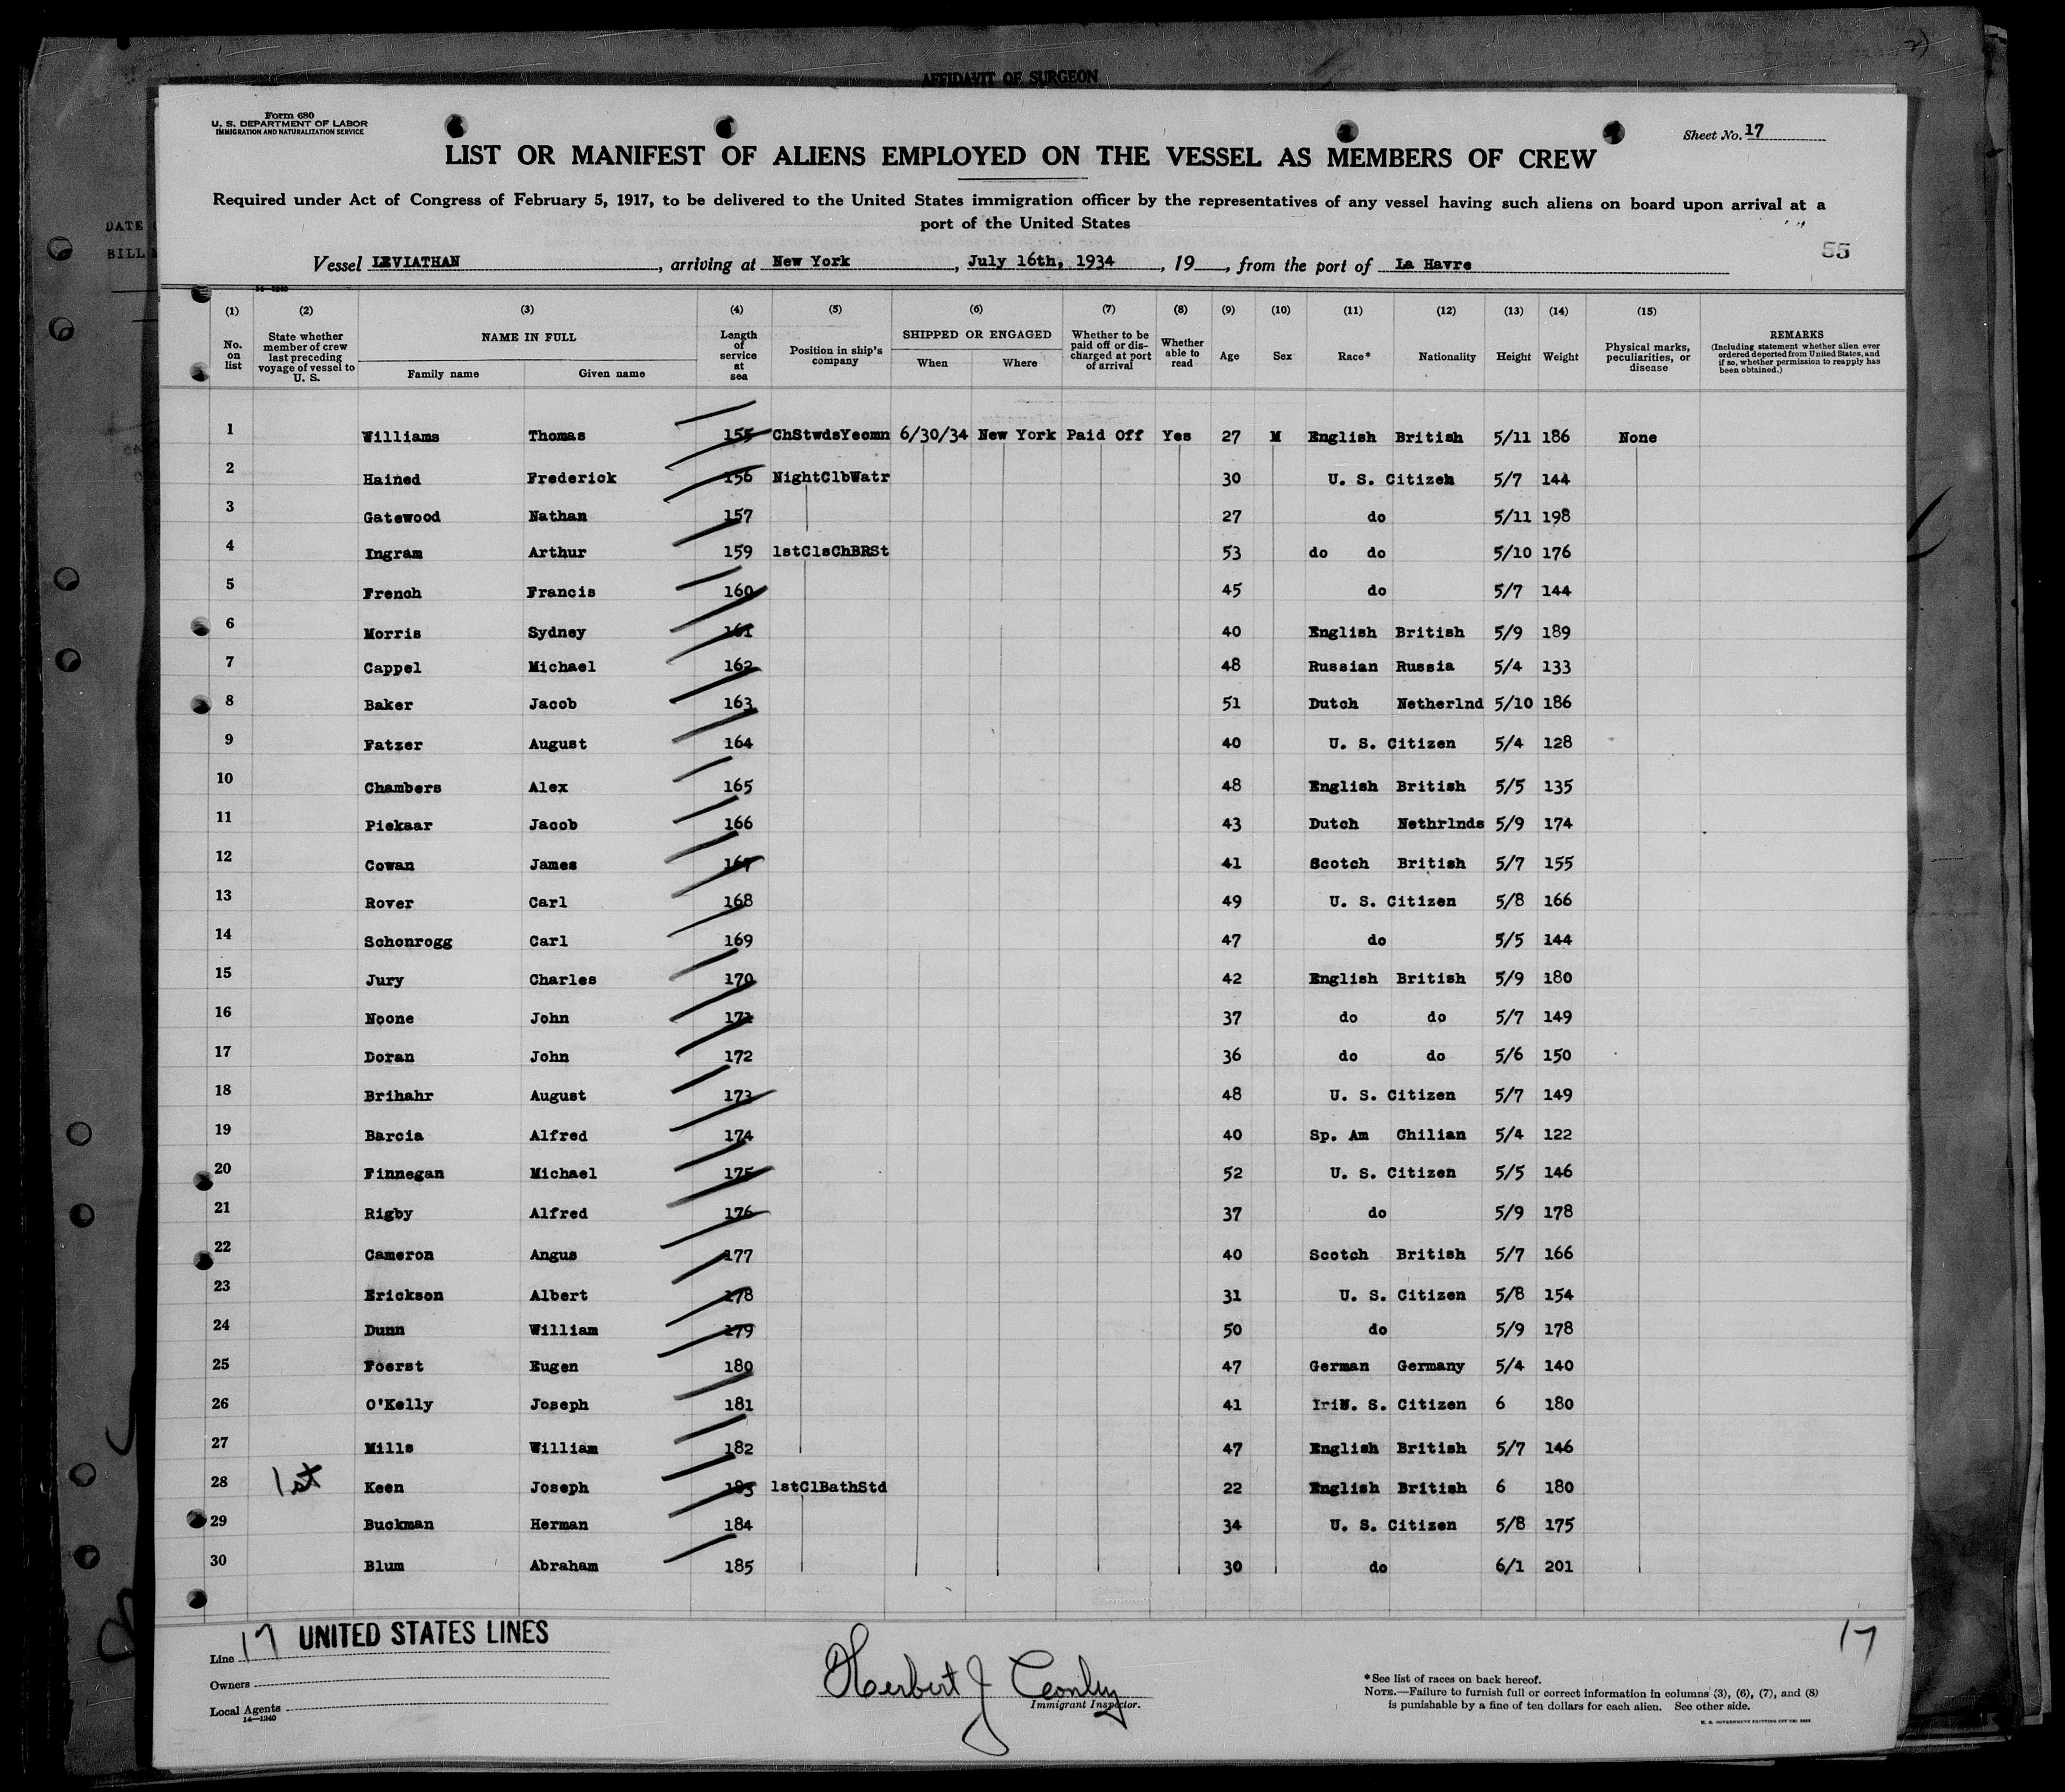 AFFIDAVIT OF SURGEON
Form 680
U. S. DEPARTMENT OF LABOR
IMMIGRATION AND NATURALIZATION SERVICE
Sheet No. 17
LIST OR MANIFEST OF ALIENS EMPLOYED ON THE VESSEL AS MEMBERS OF CREW
Required under Act of Congress of February 5, 1917, to be delivered to the United States immigration officer by the representatives of any vessel having such aliens on board upon arrival at a
port of the United States
DATE
BILL
55
Vessel LEVIATHAN, arriving at New York, July 16th, 1934, 19, from the port of La Havre
14-1240
(1) (2) (3) (4) (5) (6) (7) (8) (9) (10) (11) (12) (13) (14) (15)
No. on list
State whether member of crew last preceding voyage of vessel to U. S.
NAME IN FULL
Family name Given name
Length of service at sea
Position in ship's company
SHIPPED OR ENGAGED
When Where
Whether to be paid off or discharged at port of arrival
Whether able to read
Age Sex Race* Nationality Height Weight
Physical marks, peculiarities, or disease
REMARKS
(Including statement whether alien ever ordered deported from United States, and if so, whether permission to reapply has been obtained.)
1 Williams Thomas 155 ChStwdsYeomn 6/30/34 New York Paid Off Yes 27 M English British 5/11 186 None
2 Hained Frederick 156 NightClbWatr 30 U. S. Citizen 5/7 144
3 Gatewood Nathan 157 27 do 5/11 198
4 Ingram Arthur 159 1stClsChBRSt 53 do do 5/10 176
5 French Francis 160 45 do 5/7 144
6 Morris Sydney 161 40 English British 5/9 189
7 Cappel Michael 162 48 Russian Russia 5/4 133
8 Baker Jacob 163 51 Dutch Netherlnd 5/10 186
9 Fatzer August 164 40 U. S. Citizen 5/4 128
10 Chambers Alex 165 48 English British 5/5 135
11 Piekaar Jacob 166 43 Dutch Nethrlnds 5/9 174
12 Cowan James 167 41 Scotch British 5/7 155
13 Rover Carl 168 49 U. S. Citizen 5/8 166
14 Schonrogg Carl 169 47 do 5/5 144
15 Jury Charles 170 42 English British 5/9 180
16 Noone John 171 37 do do 5/7 149
17 Doran John 172 36 do do 5/6 150
18 Brihahr August 173 48 U. S. Citizen 5/7 149
19 Barcia Alfred 174 40 Sp. Am Chilian 5/4 122
20 Finnegan Michael 175 52 U. S. Citizen 5/5 146
21 Rigby Alfred 176 37 do 5/9 178
22 Cameron Angus 177 40 Scotch British 5/7 166
23 Erickson Albert 178 31 U. S. Citizen 5/8 154
24 Dunn William 179 50 do 5/9 178
25 Foerst Eugen 180 47 German Germany 5/4 140
26 O'Kelly Joseph 181 41 U. S. Citizen 6 180
27 Mills William 182 47 English British 5/7 146
28 1st Keen Joseph 183 1stClBathStd 22 English British 6 180
29 Buckman Herman 184 34 U. S. Citizen 5/8 175
30 Blum Abraham 185 30 do 6/1 201
Line 17 UNITED STATES LINES
17
Owners
Local Agents
14-1240
Herbert J
Immigrant Inspector.
*See list of races on back hereof.
NOTE.—Failure to furnish full or correct information in columns (3), (6), (7), and (8)
is punishable by a fine of ten dollars for each alien. See other side.